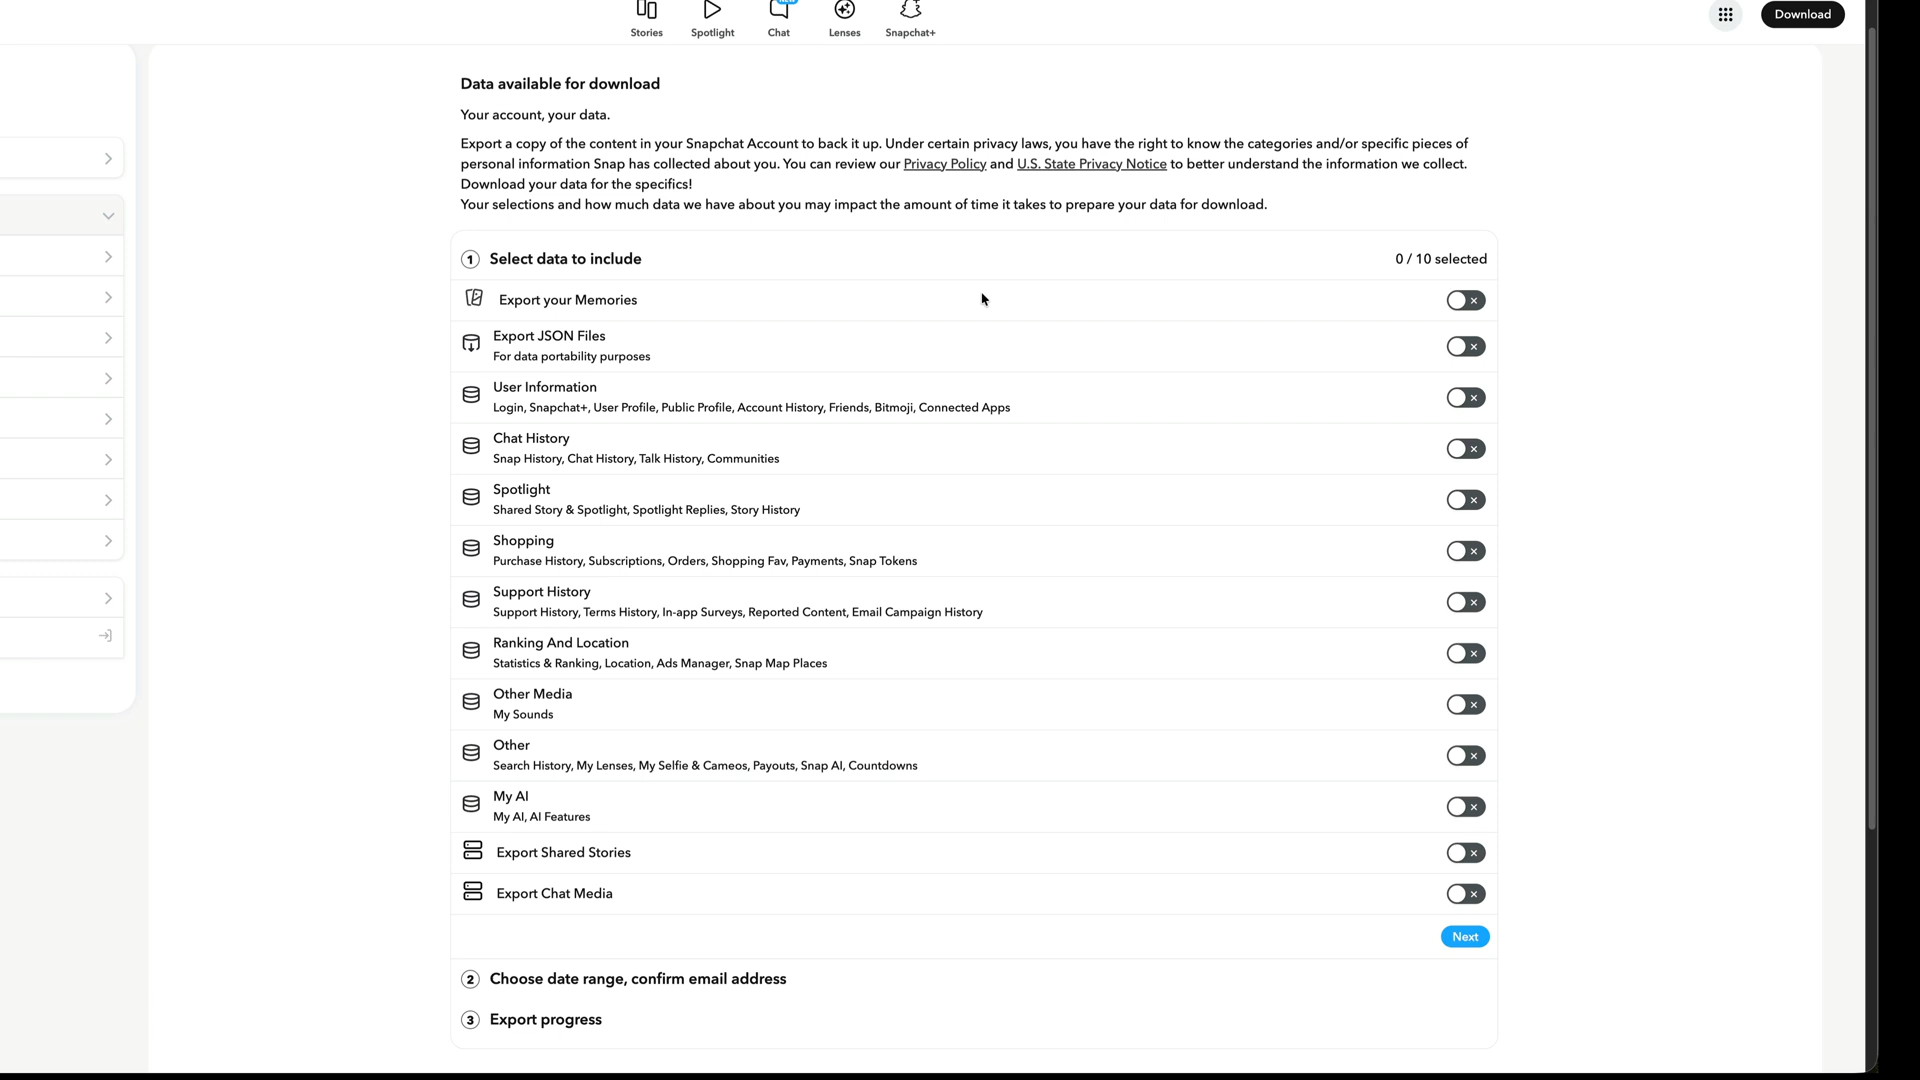 Stories
Spotlight
Chat
Lenses
Snapchat+
Download
Data available for download
Your account, your data.
Export a copy of the content in your Snapchat Account to back it up. Under certain privacy laws, you have the right to know the categories and/or specific pieces of
personal information Snap has collected about you. You can review our Privacy Policy and U.S. State Privacy Notice to better understand the information we collect.
Download your data for the specifics!
Your selections and how much data we have about you may impact the amount of time it takes to prepare your data for download.
1 Select data to include
0 / 10 selected
Export your Memories
Export JSON Files
For data portability purposes
User Information
Login, Snapchat+, User Profile, Public Profile, Account History, Friends, Bitmoji, Connected Apps
Chat History
Snap History, Chat History, Talk History, Communities
Spotlight
Shared Story & Spotlight, Spotlight Replies, Story History
Shopping
Purchase History, Subscriptions, Orders, Shopping Fav, Payments, Snap Tokens
Support History
Support History, Terms History, In-app Surveys, Reported Content, Email Campaign History
Ranking And Location
Statistics & Ranking, Location, Ads Manager, Snap Map Places
Other Media
My Sounds
Other
Search History, My Lenses, My Selfie & Cameos, Payouts, Snap AI, Countdowns
My AI
My AI, AI Features
Export Shared Stories
Export Chat Media
Next
2 Choose date range, confirm email address
3 Export progress